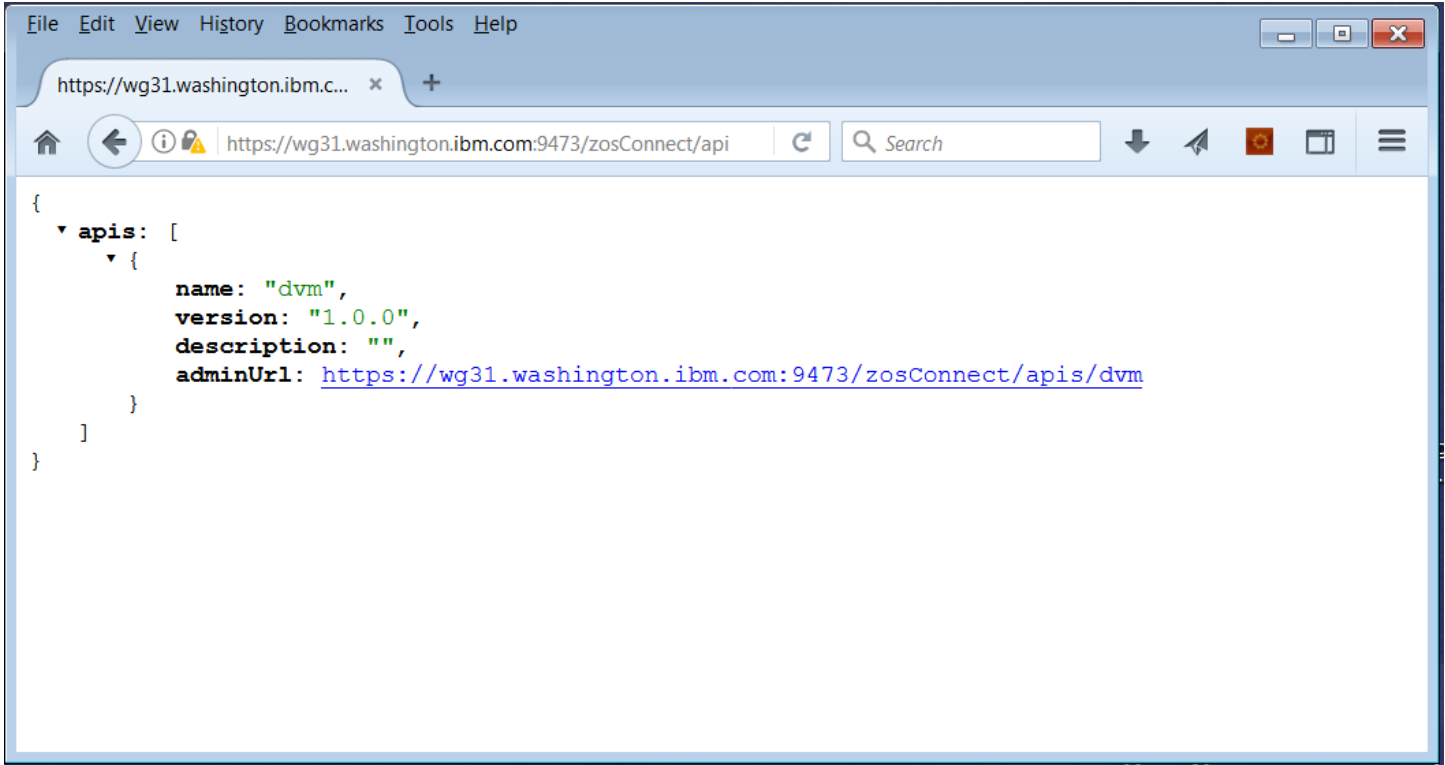 File Edit View History Bookmarks Tools Help
https://wg31.washington.ibm.c...
https://wg31.washington.ibm.com:9473/zosConnect/api
Search
{
apis: [
{
name: "dvm",
version: "1.0.0",
description: "",
adminUrl: https://wg31.washington.ibm.com:9473/zosConnect/apis/dvm
}
]
}